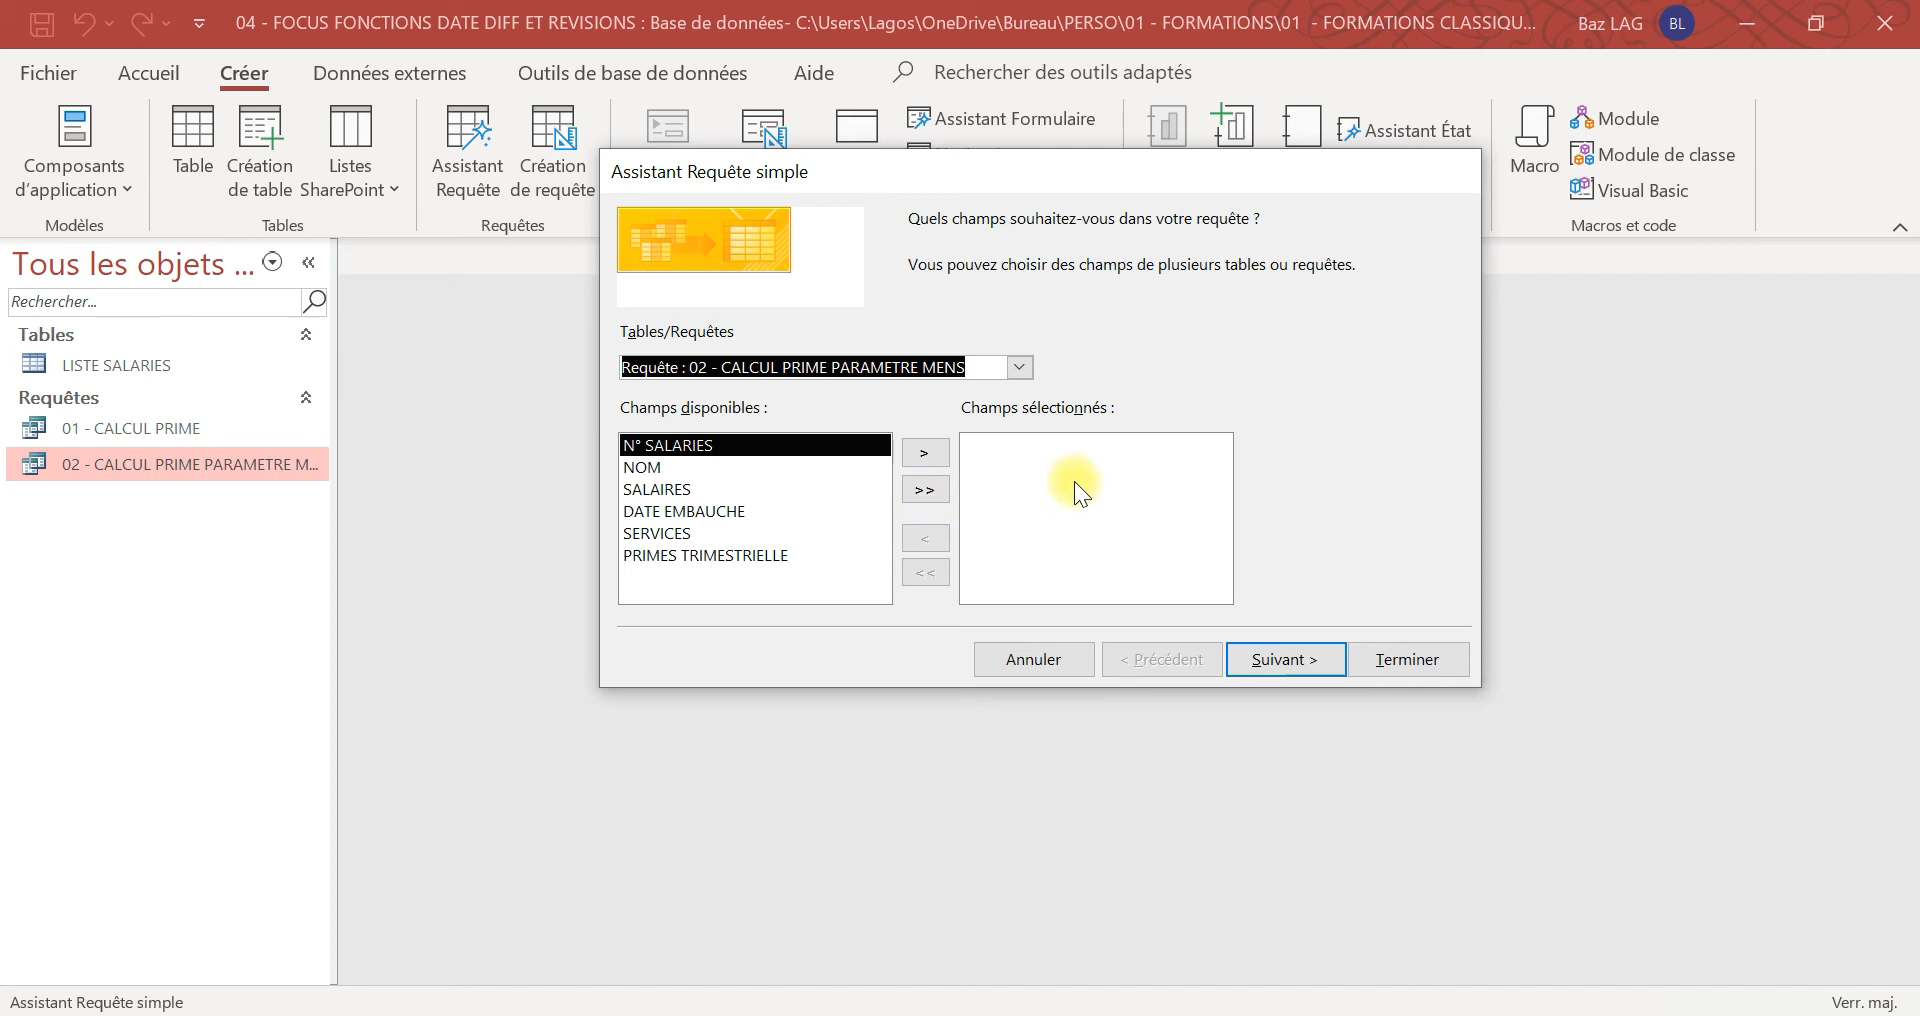 04 - FOCUS FONCTIONS DATE DIFF ET REVISIONS : Base de données- C:\Users\Lagos\OneDrive\Bureau\PERSO\01 - FORMATIONS\01 - FORMATIONS CLASSIQU...
Baz LAG
BL
Fichier
Accueil
Créer
Données externes
Outils de base de données
Aide
Rechercher des outils adaptés
Composants
d'application
Modèles
Table
Création
de table
Listes
SharePoint
Tables
Assistant
Requête
Création
de requête
Requêtes
Assistant Formulaire
Assistant État
Macro
Module
Module de classe
Visual Basic
Macros et code
Tous les objets ...
Rechercher...
Tables
LISTE SALARIES
Requêtes
01 - CALCUL PRIME
02 - CALCUL PRIME PARAMETRE M...
Assistant Requête simple
Quels champs souhaitez-vous dans votre requête ?
Vous pouvez choisir des champs de plusieurs tables ou requêtes.
Tables/Requêtes
Requête : 02 - CALCUL PRIME PARAMETRE MENS
Champs disponibles :
Champs sélectionnés :
N° SALARIES
NOM
SALAIRES
DATE EMBAUCHE
SERVICES
PRIMES TRIMESTRIELLE
>
>>
<
<<
Annuler
< Précédent
Suivant >
Terminer
Assistant Requête simple
Verr. maj.